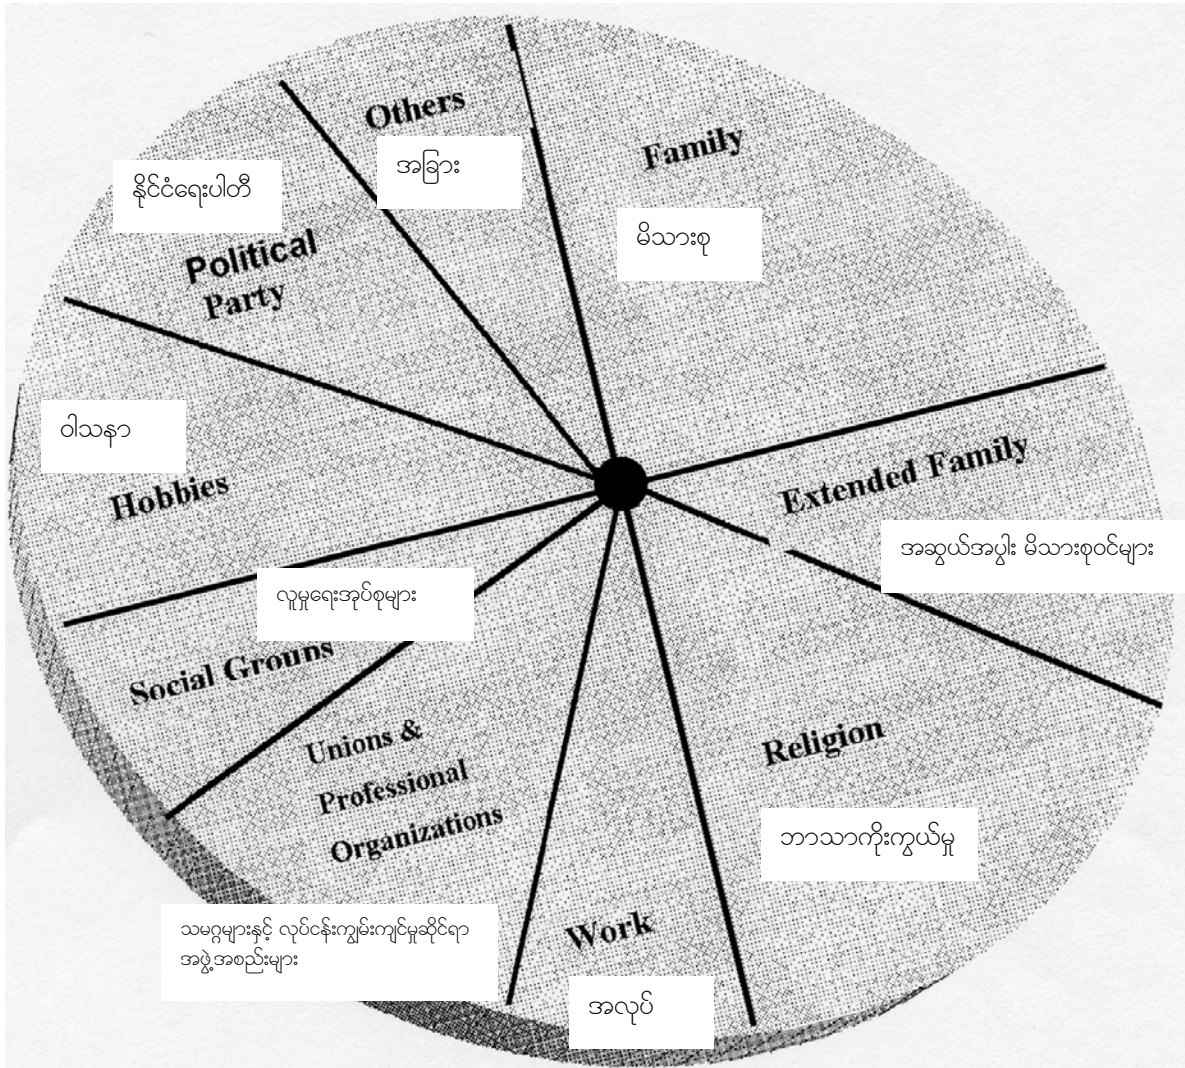 Others
အခြား
Family
မိသားစု
နိုင်ငံရေးပါတီ
Political
Party
ဝါသနာ
Hobbies
Extended Family
အဆွယ်အပွါး မိသားစုဝင်များ
လူမှုရေးအုပ်စုများ
Social Groups
Unions &
Professional
Organizations
သမဂ္ဂများနှင့် လုပ်ငန်းကျွမ်းကျင်မှုဆိုင်ရာ
အဖွဲ့အစည်းများ
Religion
ဘာသာကိုးကွယ်မှု
Work
အလုပ်